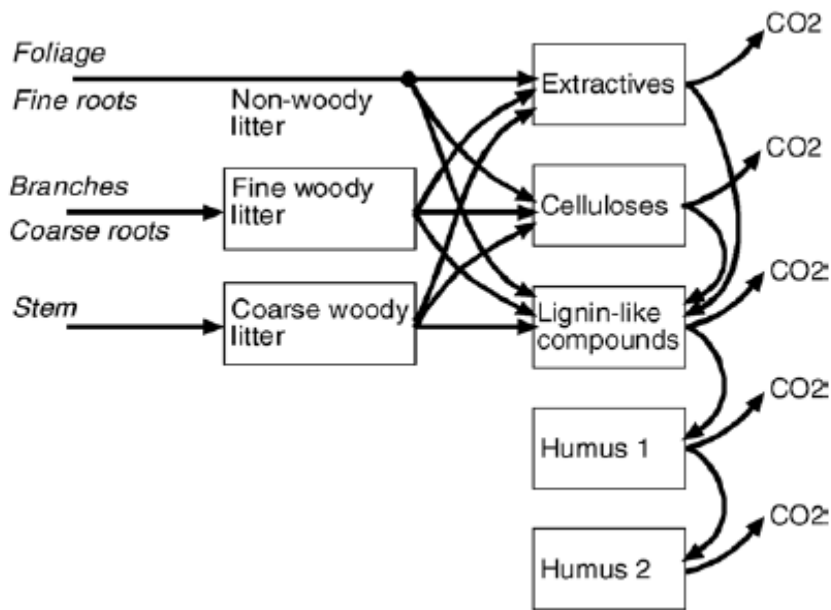 Foliage
Fine roots
Non-woody
litter
Branches
Coarse roots
Fine woody
litter
Stem
Coarse woody
litter
Extractives
Celluloses
Lignin-like
compounds
Humus 1
Humus 2
CO2
CO2
CO2
CO2
CO2